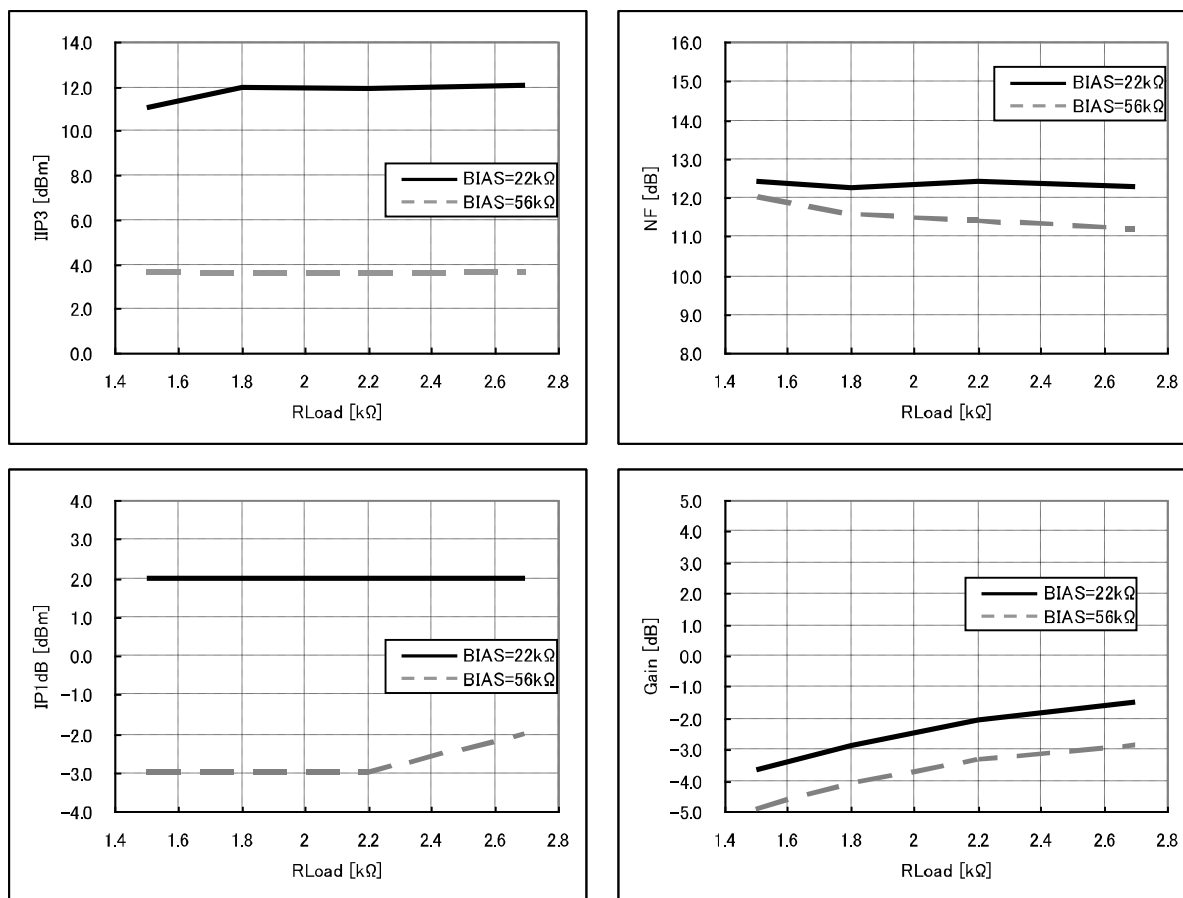 14.0
12.0
10.0
8.0
6.0
4.0
2.0
0.0
IIP3 [dBm]
BIAS=22kΩ
BIAS=56kΩ
1.4 1.6 1.8 2 2.2 2.4 2.6 2.8
RLoad [kΩ]
16.0
15.0
14.0
13.0
12.0
11.0
10.0
9.0
8.0
NF [dB]
BIAS=22kΩ
BIAS=56kΩ
1.4 1.6 1.8 2 2.2 2.4 2.6 2.8
RLoad [kΩ]
4.0
3.0
2.0
1.0
0.0
-1.0
-2.0
-3.0
-4.0
IP1dB [dBm]
BIAS=22kΩ
BIAS=56kΩ
1.4 1.6 1.8 2 2.2 2.4 2.6 2.8
RLoad [kΩ]
5.0
4.0
3.0
2.0
1.0
0.0
-1.0
-2.0
-3.0
-4.0
-5.0
Gain [dB]
BIAS=22kΩ
BIAS=56kΩ
1.4 1.6 1.8 2 2.2 2.4 2.6 2.8
RLoad [kΩ]